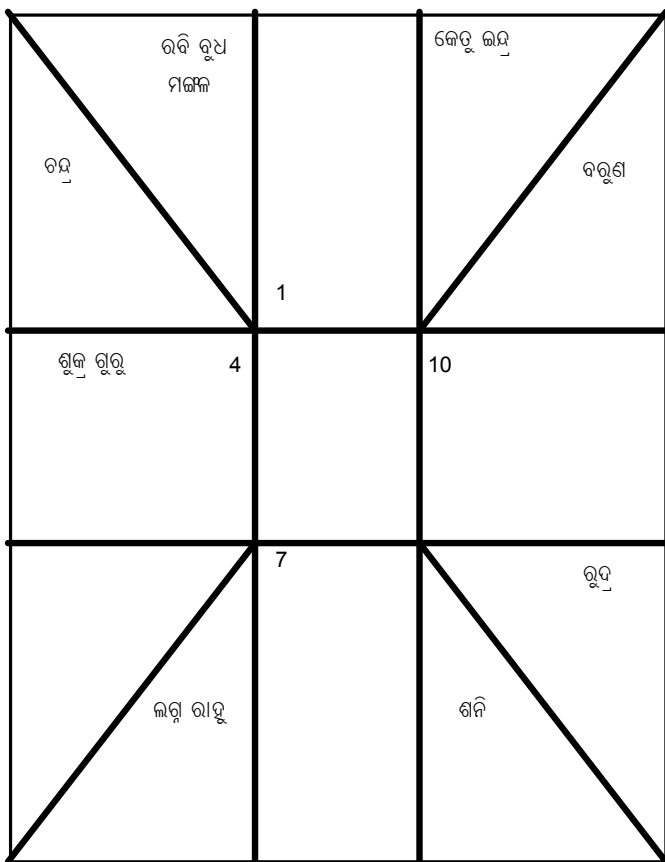 ରବି ବୁଧ
ମଙ୍ଗଳ
କେତୁ ଇନ୍ଦ୍ର
ଚନ୍ଦ୍ର
ବରୁଣ
1
ଶୁକ୍ର ଗୁରୁ
4
10
7
ରୁଦ୍ର
ଲଗ୍ନ ରାହୁ
ଶନି